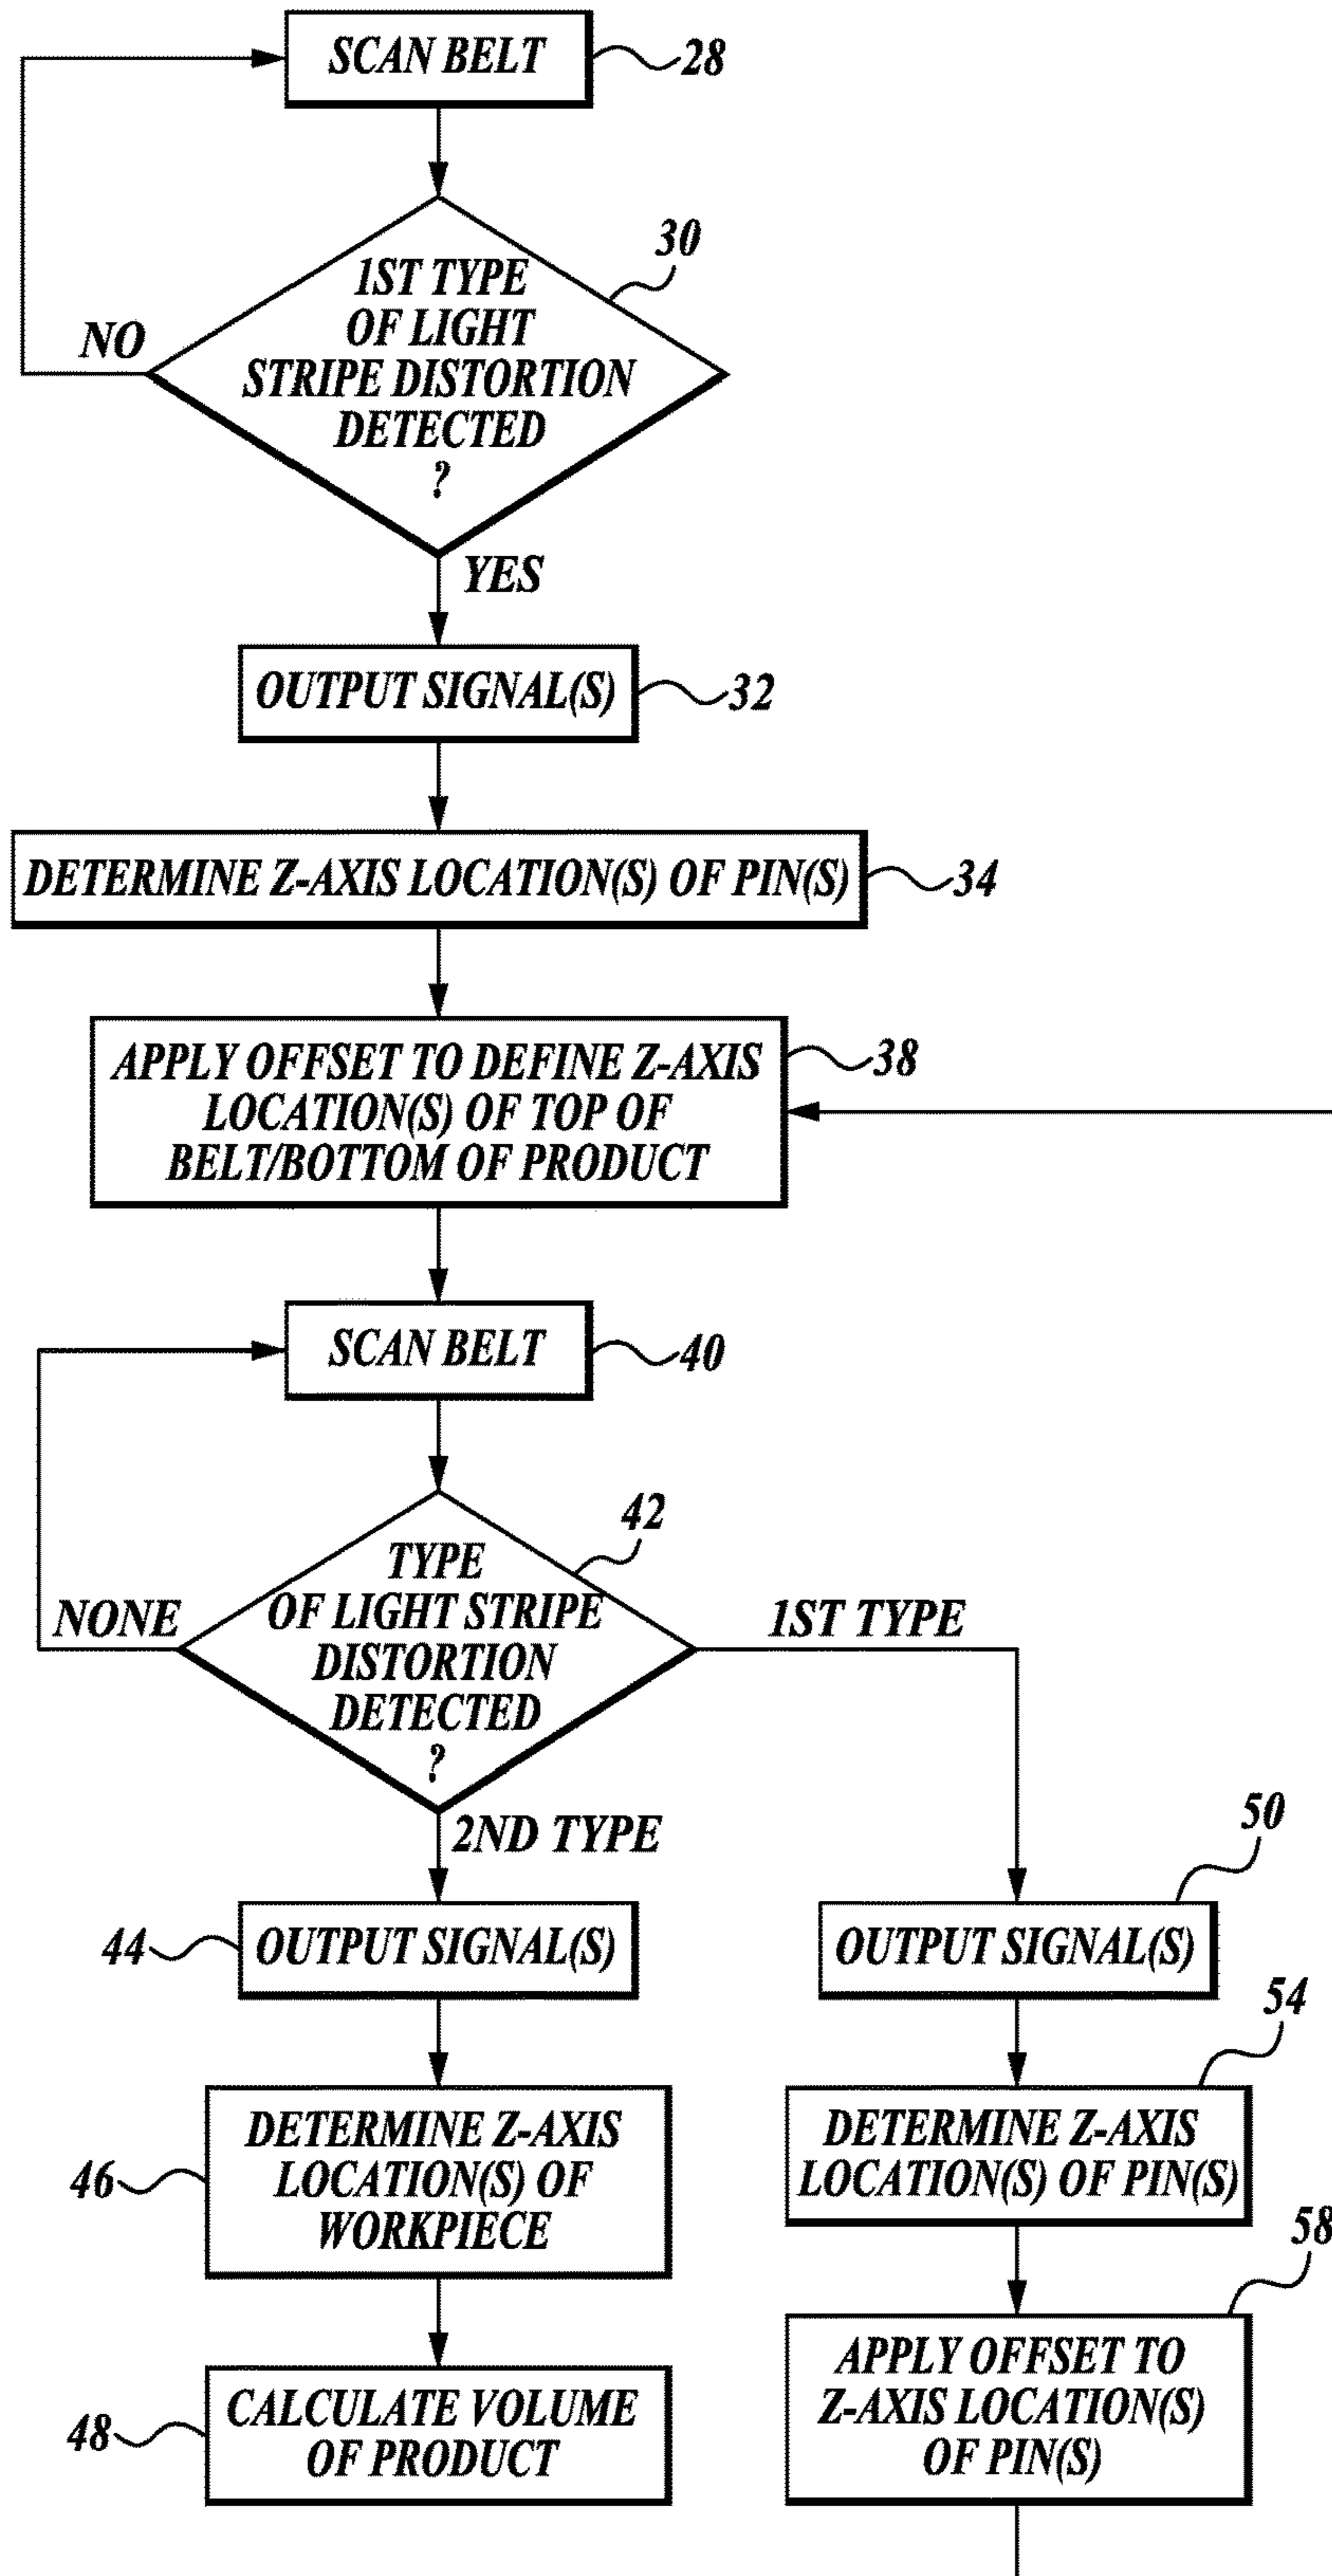 SCAN BELT
28
30
1ST TYPE
OF LIGHT
STRIPE DISTORTION
DETECTED
?
NO
YES
OUTPUT SIGNAL(S)
32
DETERMINE Z-AXIS LOCATION(S) OF PIN(S)
34
APPLY OFFSET TO DEFINE Z-AXIS
LOCATION(S) OF TOP OF
BELT/BOTTOM OF PRODUCT
38
SCAN BELT
40
42
TYPE
OF LIGHT STRIPE
DISTORTION
DETECTED
?
NONE
1ST TYPE
2ND TYPE
44
OUTPUT SIGNAL(S)
46
DETERMINE Z-AXIS
LOCATION(S) OF
WORKPIECE
48
CALCULATE VOLUME
OF PRODUCT
50
OUTPUT SIGNAL(S)
54
DETERMINE Z-AXIS
LOCATION(S) OF PIN(S)
58
APPLY OFFSET TO
Z-AXIS LOCATION(S)
OF PIN(S)